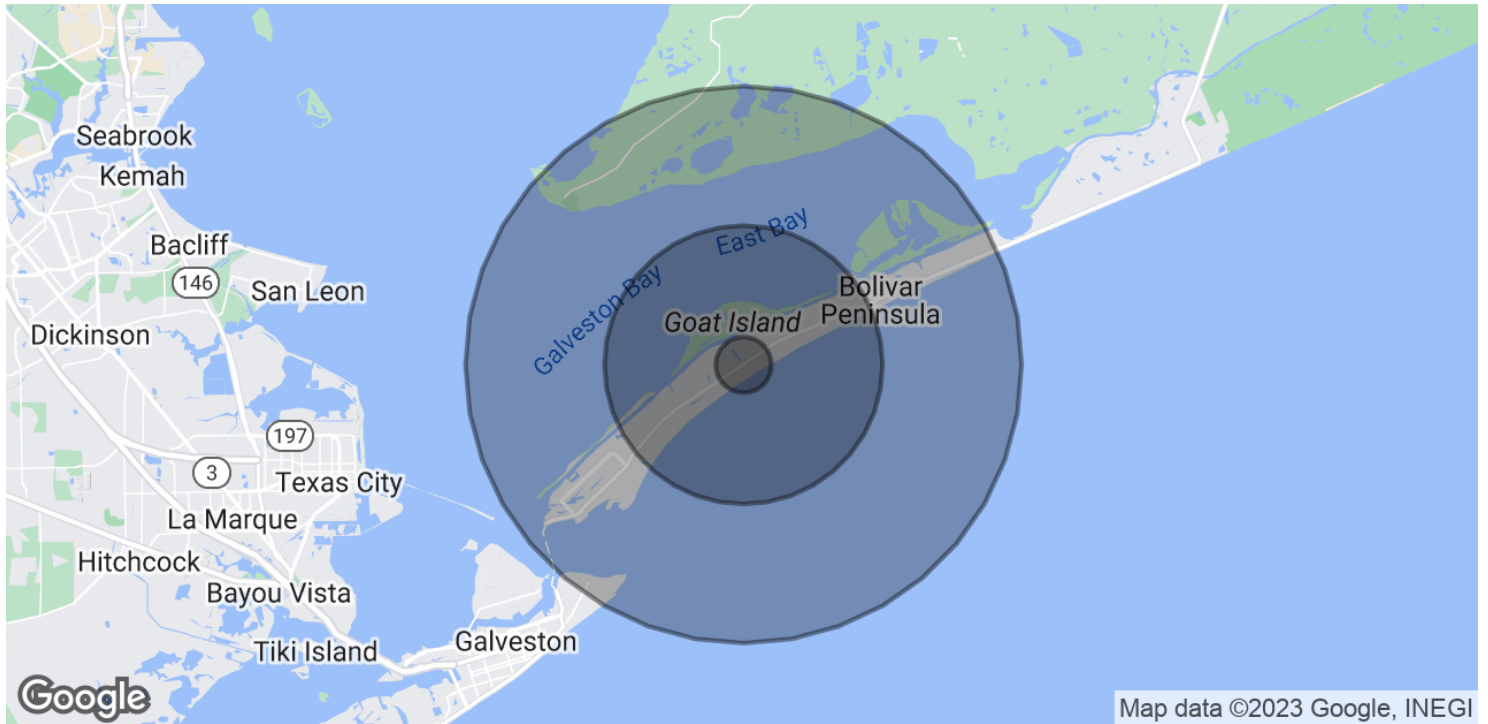 Seabrook
Kemah
Bacliff
146
San Leon
Dickinson
East Bay
Galveston Bay
Bolivar
Peninsula
Goat Island
197
3
Texas City
La Marque
Hitchcock
Bayou Vista
Tiki Island
Galveston
Google
Map data ©2023 Google, INEGI